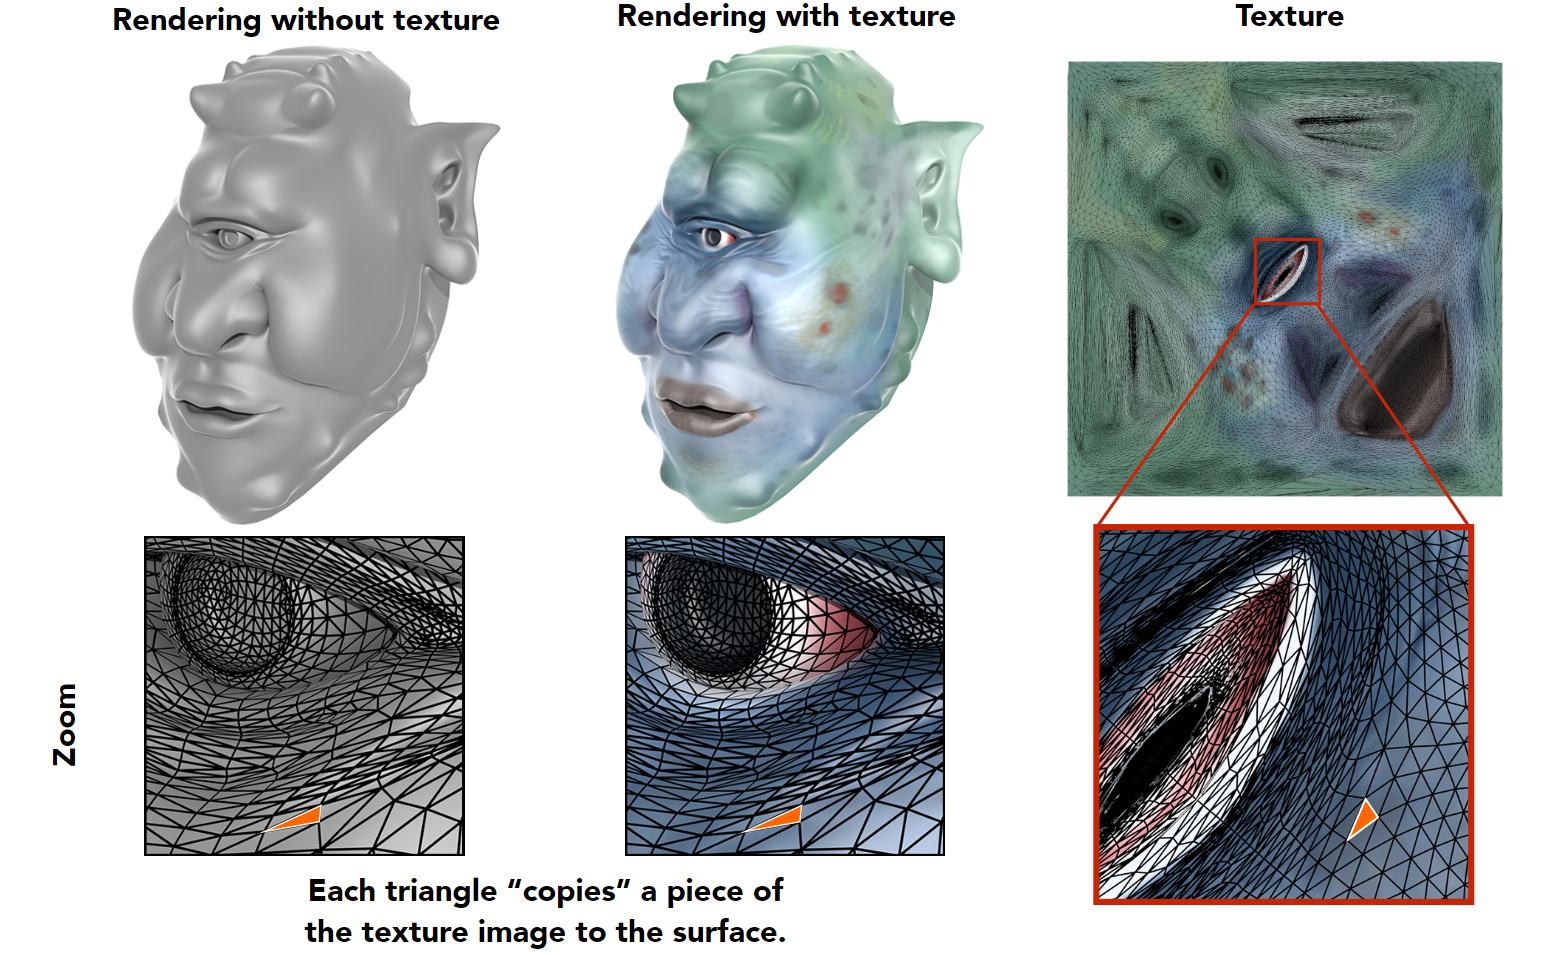 Rendering without texture
Rendering with texture
Texture
Zoom
Each triangle “copies” a piece of
the texture image to the surface.